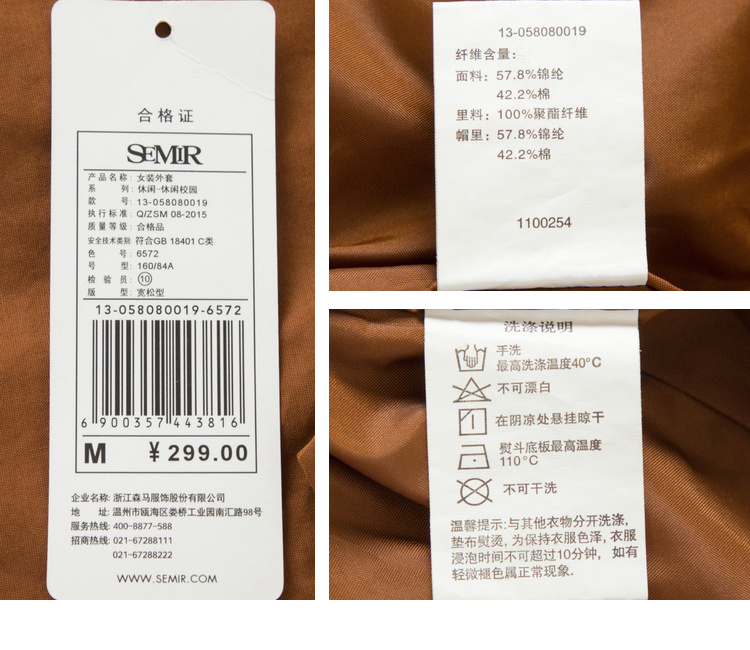 合格证
SEMIR
产品名称: 女装外套
系 列: 休闲-休闲校园
款 号: 13-058080019
执行标准: Q/ZSM 08-2015
质量等级: 合格品
安全技术类别: 符合GB 18401 C类
色 号: 6572
号 型: 160/84A
检 验 员: ⑩
版 型: 宽松型
13-058080019-6572
6 900357 443816
M ¥299.00
企业名称: 浙江森马服饰股份有限公司
地 址: 温州市瓯海区娄桥工业园南汇路98号
服务热线: 400-8877-588
招商热线: 021-67288111
021-67288222
WWW.SEMIR.COM
13-058080019
纤维含量:
面料: 57.8%锦纶
42.2%棉
里料: 100%聚酯纤维
帽里: 57.8%锦纶
42.2%棉
1100254
洗涤说明
手洗
最高洗涤温度40°C
不可漂白
在阴凉处悬挂晾干
熨斗底板最高温度
110°C
不可干洗
温馨提示:与其他衣物分开洗涤,
垫布熨烫, 为保持衣服色泽, 衣服
浸泡时间不可超过10分钟, 如有
轻微褪色属正常现象.